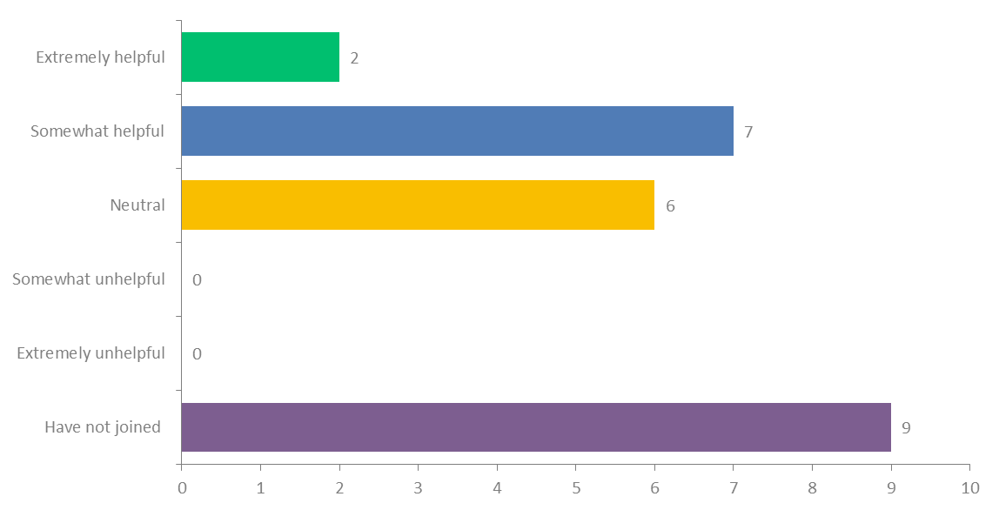 Extremely helpful 2
Somewhat helpful 7
Neutral 6
Somewhat unhelpful 0
Extremely unhelpful 0
Have not joined 9
0 1 2 3 4 5 6 7 8 9 10